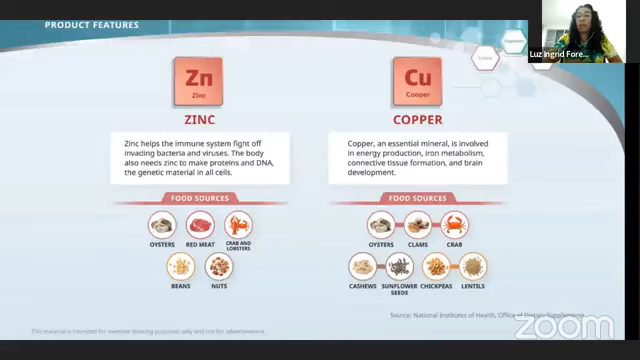 PRODUCT FEATURES
Luz Ingrid Fore...
Zn
Zinc
ZINC
Zinc helps the immune system fight off
invading bacteria and viruses. The body
also needs zinc to make proteins and DNA,
the genetic material in all cells.
FOOD SOURCES
OYSTERS
RED MEAT
CRAB AND
LOBSTERS
BEANS
NUTS
Cu
Copper
COPPER
Copper, an essential mineral, is involved
in energy production, iron metabolism,
connective tissue formation, and brain
development.
FOOD SOURCES
OYSTERS
CLAMS
CRAB
CASHEWS
SUNFLOWER
SEEDS
CHICKPEAS
LENTILS
Source: National Institutes of Health, Office of Dietary Supplements
This material is intended for member training purposes only and not for advertisement.
zoom